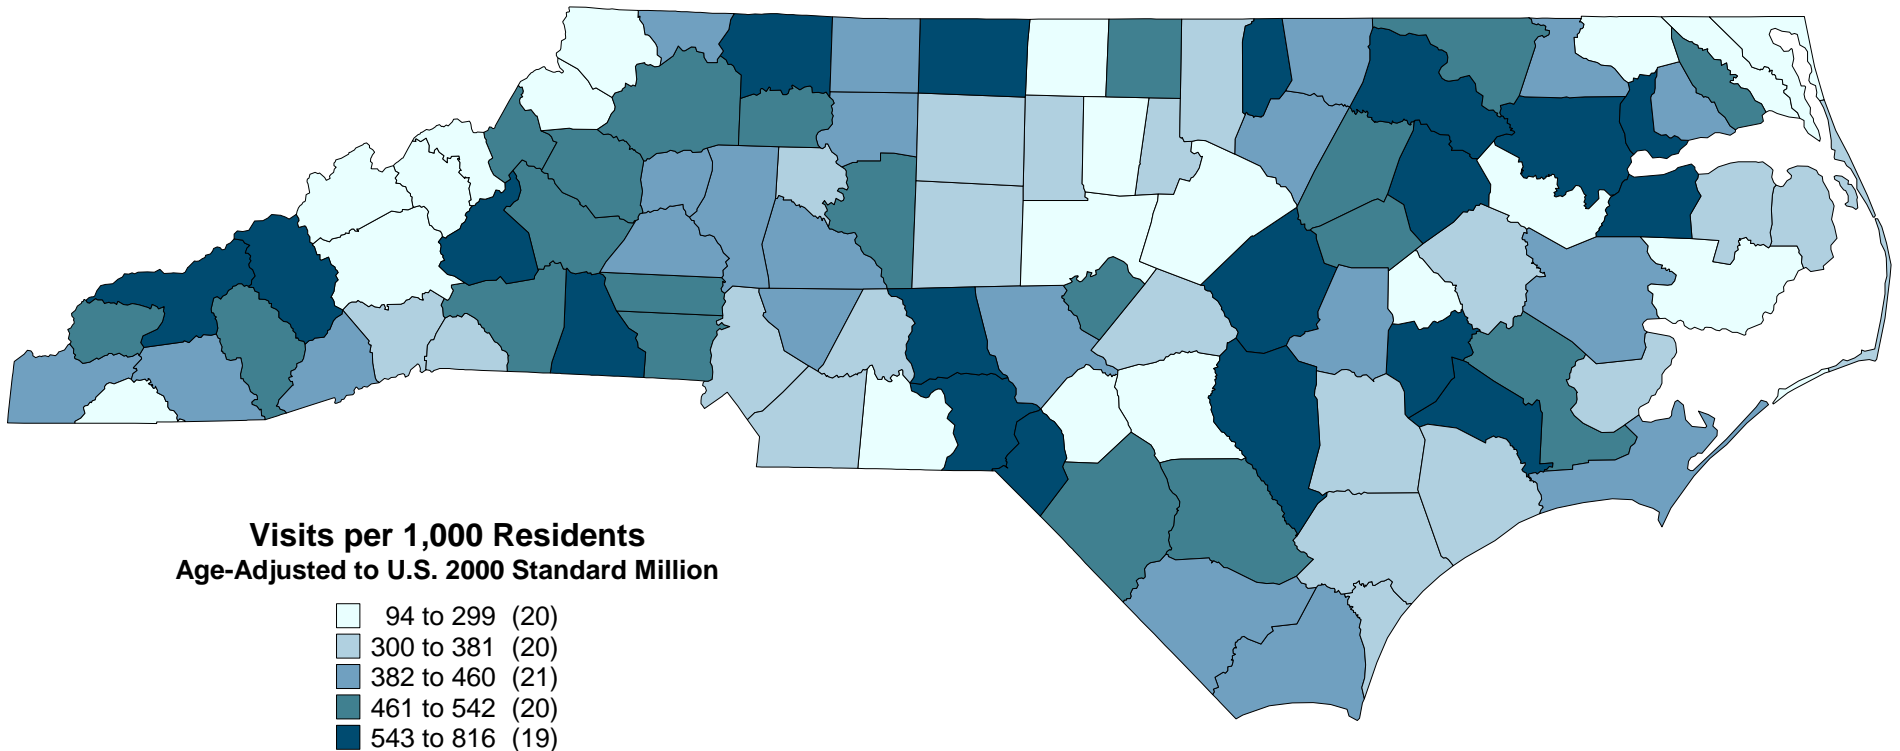 Visits per 1,000 Residents
Age-Adjusted to U.S. 2000 Standard Million
94 to 299 (20)
300 to 381 (20)
382 to 460 (21)
461 to 542 (20)
543 to 816 (19)